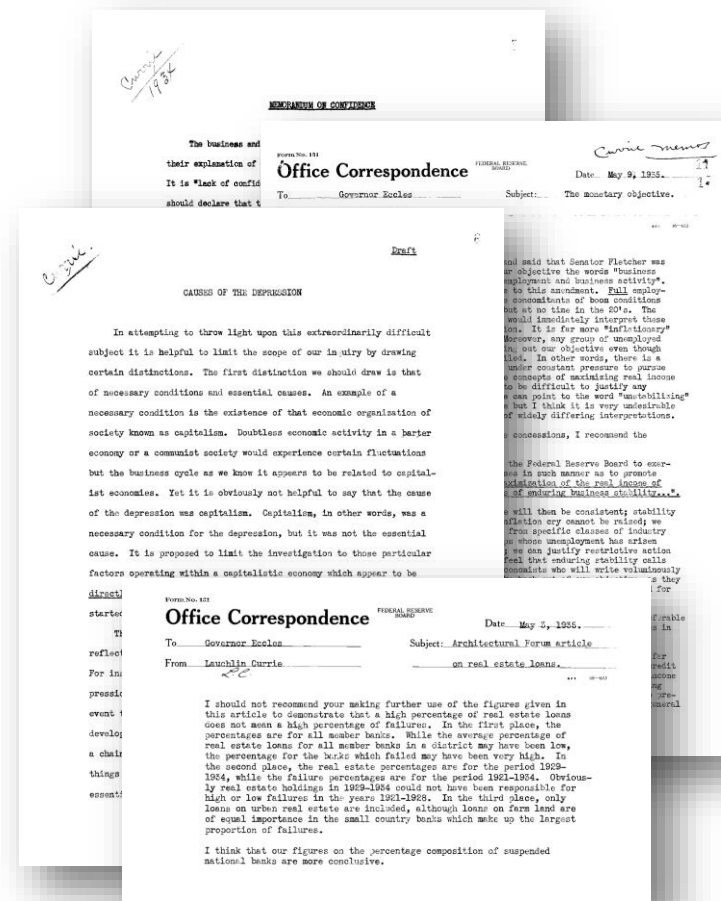 Currie
1934
MEMORANDUM ON CONFIDENCE
The business and
their explanation of
It is "lack of confid
should declare that t
Form No. 131
Office Correspondence
FEDERAL RESERVE
BOARD
Currie memos
Date May 9, 1935.
To Governor Eccles
Subject: The monetary objective.
and said that Senator Fletcher was
ur objective the words "business
employment and business activity".
to this amendment. Full employ-
concomitants of boom conditions
but at no time in the 20's. The
would immediately interpret these
ion. It is far more "inflationary"
Moreover, any group of unemployed
ing out our objective even though
led. In other words, there is a
under constant pressure to pursue
concepts of maximizing real income
to be difficult to justify any
can point to the word "unstabilizing"
but I think it is very undesirable
of widely differing interpretations.
concessions, I recommend the
the Federal Reserve Board to exer-
in such manner as to promote
maximization of the real income of
of enduring business stability...".
will then be consistent; stability
nflation cry cannot be raised; we
from specific classes of industry
whose unemployment has arisen
we can justify restrictive action
feel that enduring stability calls
conomists who will write voluminously
they
for
Currie.
Draft
CAUSES OF THE DEPRESSION
In attempting to throw light upon this extraordinarily difficult
subject it is helpful to limit the scope of our inquiry by drawing
certain distinctions. The first distinction we should draw is that
of necessary conditions and essential causes. An example of a
necessary condition is the existence of that economic organization of
society known as capitalism. Doubtless economic activity in a barter
economy or a communist society would experience certain fluctuations
but the business cycle as we know it appears to be related to capital-
ist economies. Yet it is obviously not helpful to say that the cause
of the depression was capitalism. Capitalism, in other words, was a
necessary condition for the depression, but it was not the essential
cause. It is proposed to limit the investigation to those particular
factors operating within a capitalistic economy which appear to be
directl
started
Th
reflect
For ins
pressio
event t
develop
a chain
things
essenti
Form No. 131
Office Correspondence
FEDERAL RESERVE
BOARD
Date May 3, 1935.
To Governor Eccles
Subject: Architectural Forum article
From Lauchlin Currie
on real estate loans.
L.C.
I should not recommend your making further use of the figures given in
this article to demonstrate that a high percentage of real estate loans
does not mean a high percentage of failures. In the first place, the
percentages are for all member banks. While the average percentage of
real estate loans for all member banks in a district may have been low,
the percentage for the banks which failed may have been very high. In
the second place, the real estate percentages are for the period 1929-
1934, while the failure percentages are for the period 1921-1934. Obvious-
ly real estate holdings in 1929-1934 could not have been responsible for
high or low failures in the years 1921-1928. In the third place, only
loans on urban real estate are included, although loans on farm land are
of equal importance in the small country banks which make up the largest
proportion of failures.
I think that our figures on the percentage composition of suspended
national banks are more conclusive.